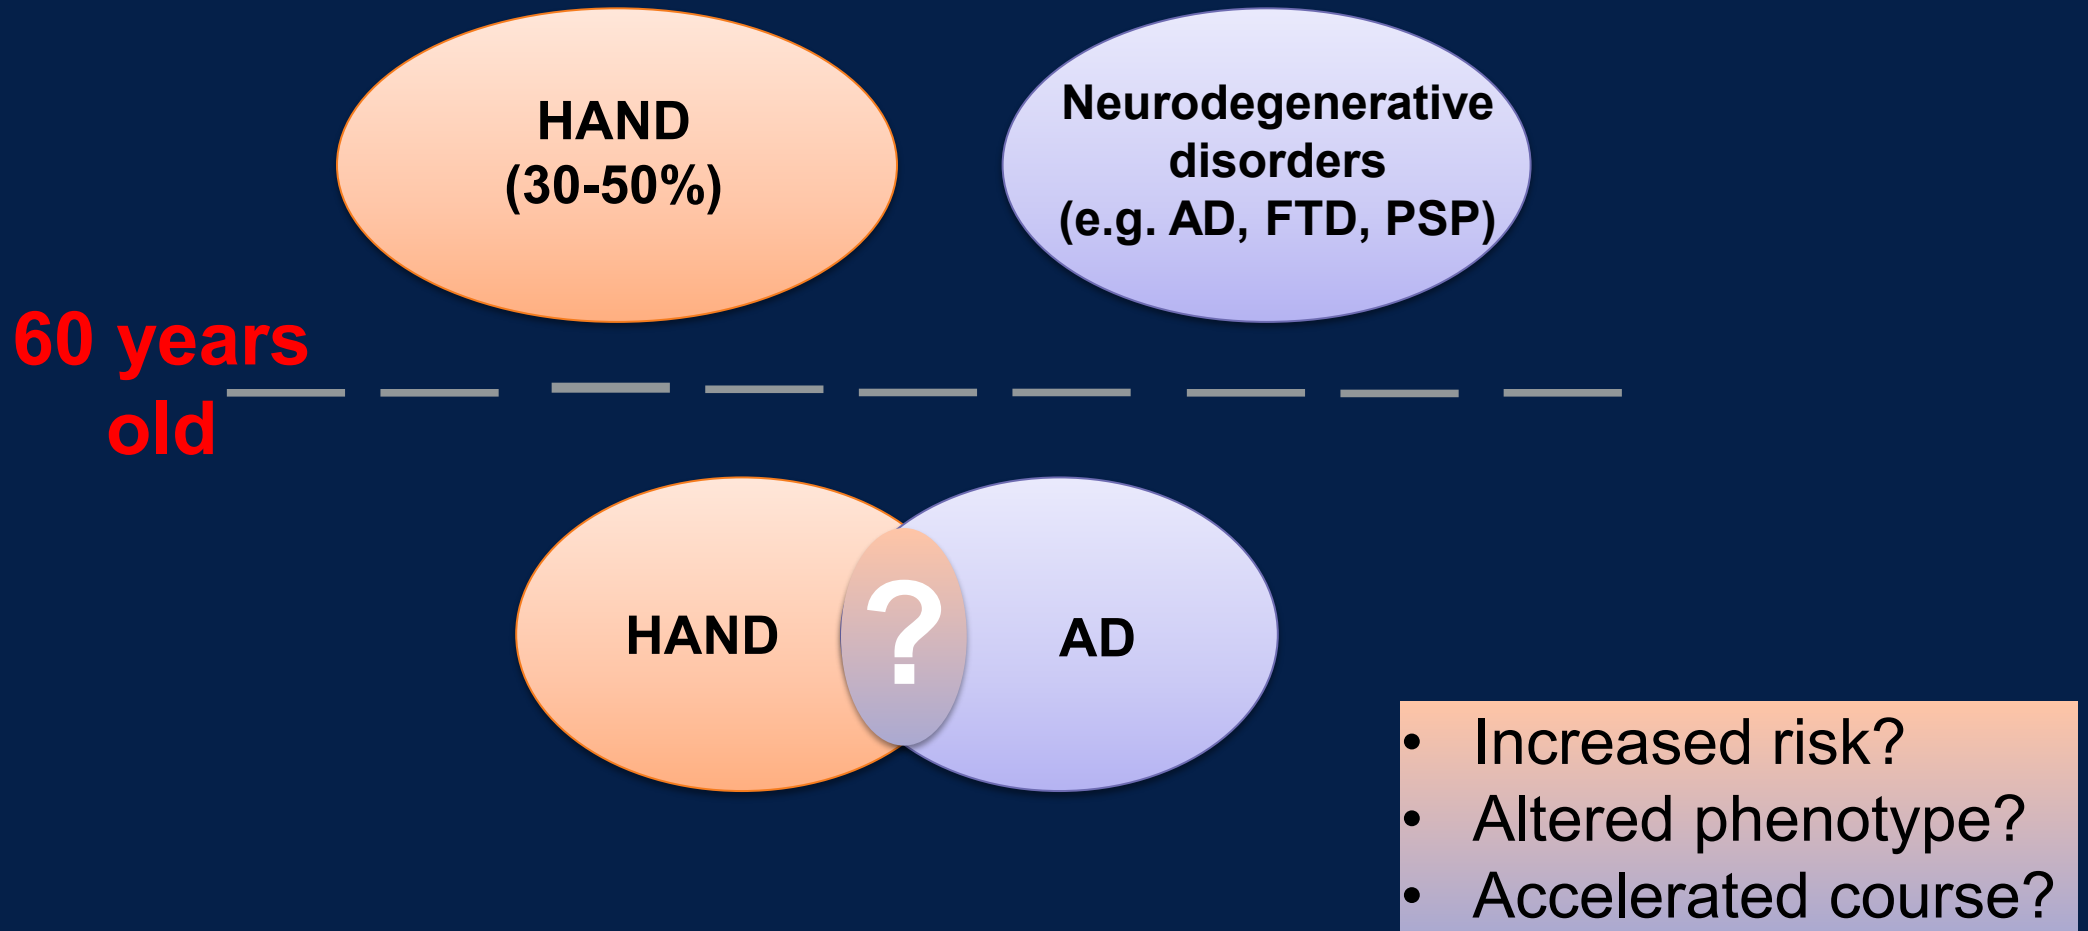 HAND
(30-50%)
Neurodegenerative
disorders
(e.g. AD, FTD, PSP)
60 years
old
HAND
?
AD
• Increased risk?
• Altered phenotype?
• Accelerated course?